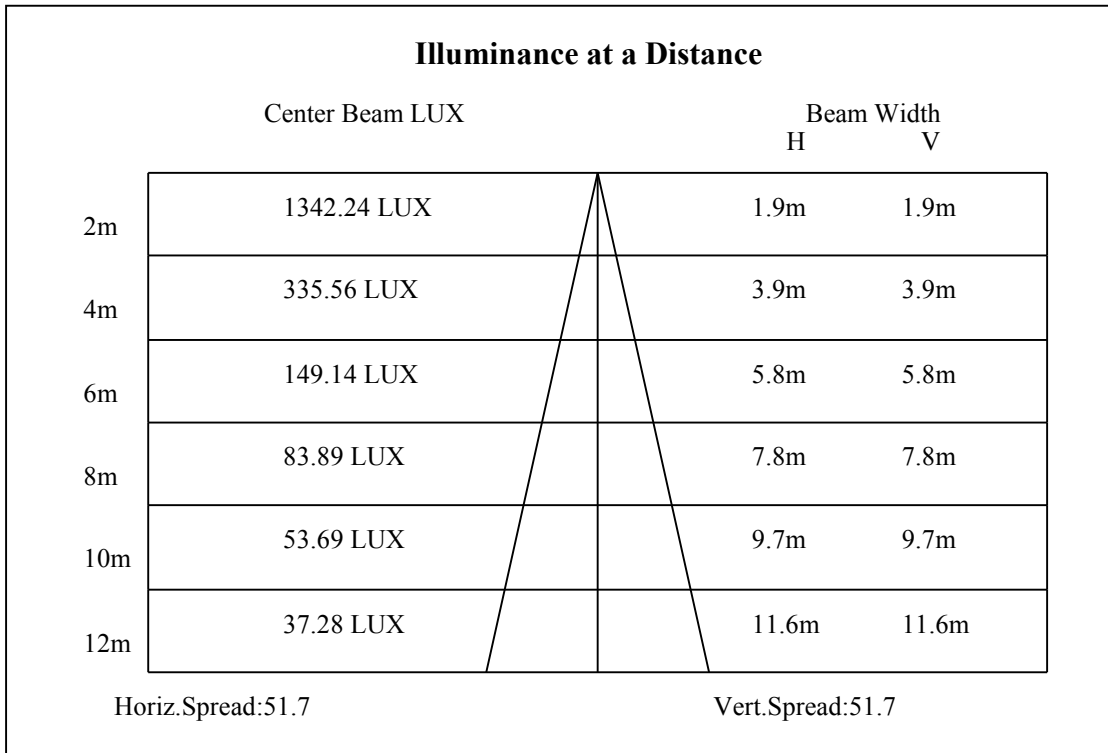 Illuminance at a Distance
Center Beam LUX Beam Width
H V
2m 1342.24 LUX 1.9m 1.9m
4m 335.56 LUX 3.9m 3.9m
6m 149.14 LUX 5.8m 5.8m
8m 83.89 LUX 7.8m 7.8m
10m 53.69 LUX 9.7m 9.7m
12m 37.28 LUX 11.6m 11.6m
Horiz.Spread:51.7 Vert.Spread:51.7